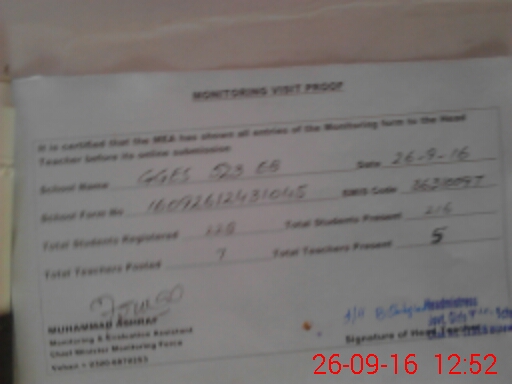 MONITORING VISIT PROOF
It is certified that the MEA has shown all entries of the Monitoring form to the Head
Teacher before its online submission
School Name GGES 523 EB Date 26-9-16
School Form No 16092612431045 EMIS Code
Total Students Registered Total Students Present 216
Total Teachers Posted 7 Total Teachers Present 5
MUHAMMAD ASHRAF
Monitoring & Evaluation Assistant
Chief Minister Monitoring Force
Headmistress
Signature of Head Teacher
26-09-16 12:52